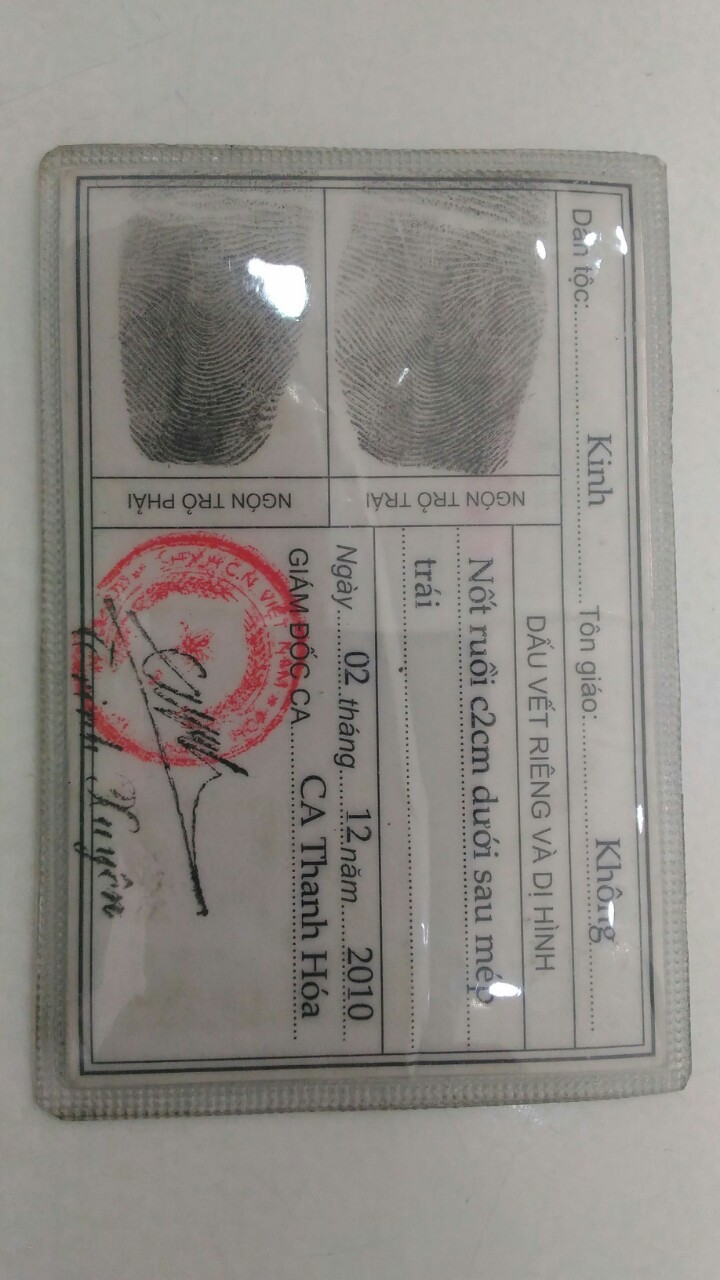 Dân tộc: Kinh Tôn giáo: Không
NGÓN TRỎ TRÁI
DẤU VẾT RIÊNG VÀ DỊ HÌNH
Nốt ruồi c2cm dưới sau mép
trái
Ngày 02 tháng 12 năm 2010
GIÁM ĐỐC CA CA Thanh Hóa
NGÓN TRỎ PHẢI
C.N. VIỆT NAM
Trịnh Xuyên